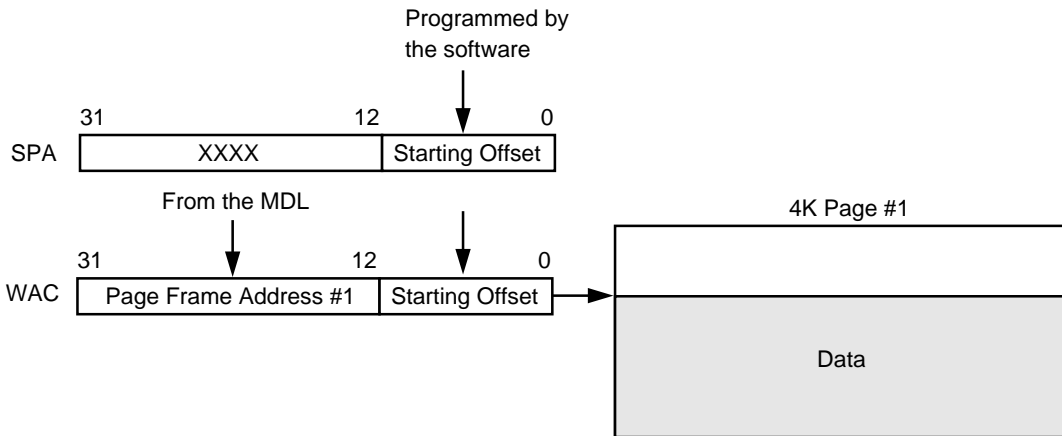 Programmed by
the software
31 12 0
SPA XXXX Starting Offset
From the MDL
4K Page #1
31 12 0
WAC Page Frame Address #1 Starting Offset
Data